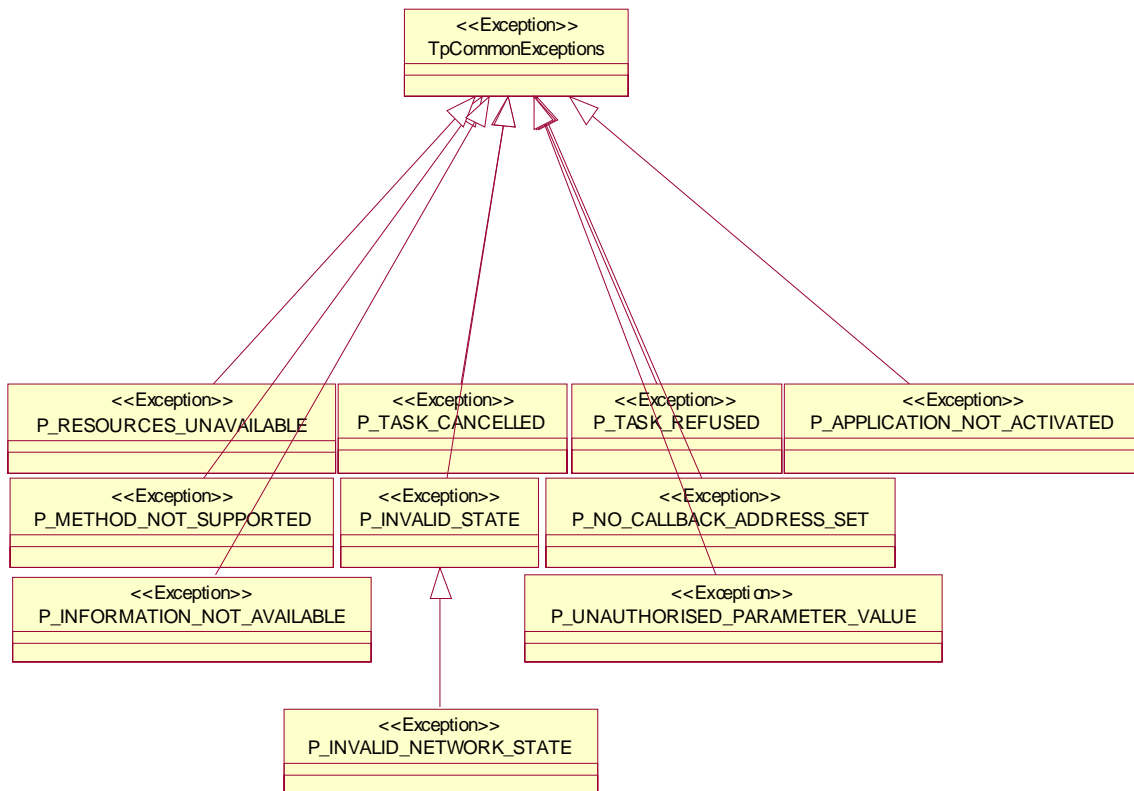 <<Exception>>
TpCommonExceptions
<<Exception>>
P_RESOURCES_UNAVAILABLE
<<Exception>>
P_TASK_CANCELLED
<<Exception>>
P_TASK_REFUSED
<<Exception>>
P_APPLICATION_NOT_ACTIVATED
<<Exception>>
P_METHOD_NOT_SUPPORTED
<<Exception>>
P_INVALID_STATE
<<Exception>>
P_NO_CALLBACK_ADDRESS_SET
<<Exception>>
P_INFORMATION_NOT_AVAILABLE
<<Exception>>
P_UNAUTHORISED_PARAMETER_VALUE
<<Exception>>
P_INVALID_NETWORK_STATE